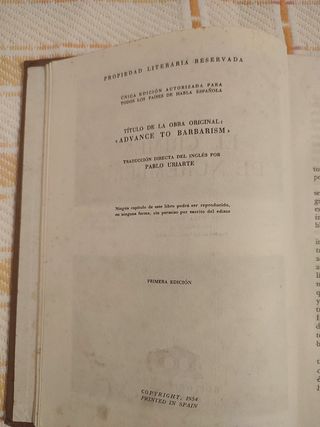 PROPIEDAD LITERARIA RESERVADA
UNICA EDICIÓN AUTORIZADA PARA
TODOS LOS PAÍSES DE HABLA ESPAÑOLA
TÍTULO DE LA OBRA ORIGINAL:
«ADVANCE TO BARBARISM»
TRADUCCIÓN DIRECTA DEL INGLÉS POR
PABLO URIARTE
Ningún capítulo de este libro podrá ser reproducido,
en ninguna forma, sin permiso por escrito del editor
PRIMERA EDICIÓN
COPYRIGHT, 1954
PRINTED IN SPAIN